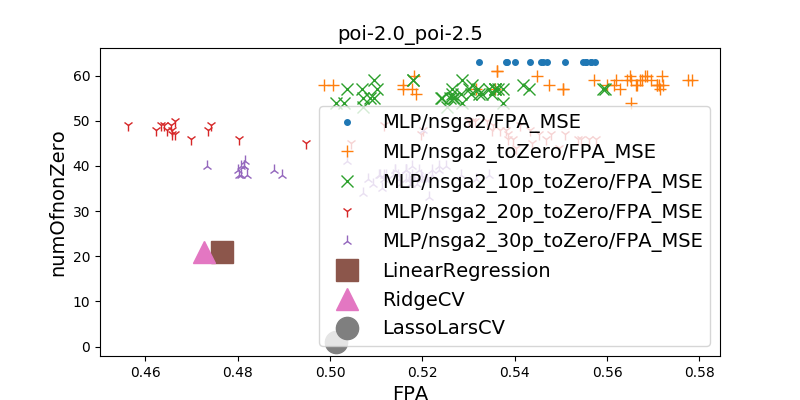 poi-2.0_poi-2.5
numOfnonZero
60
50
40
30
20
10
0
MLP/nsga2/FPA_MSE
MLP/nsga2_toZero/FPA_MSE
MLP/nsga2_10p_toZero/FPA_MSE
MLP/nsga2_20p_toZero/FPA_MSE
MLP/nsga2_30p_toZero/FPA_MSE
LinearRegression
RidgeCV
LassoLarsCV
0.46 0.48 0.50 0.52 0.54 0.56 0.58
FPA